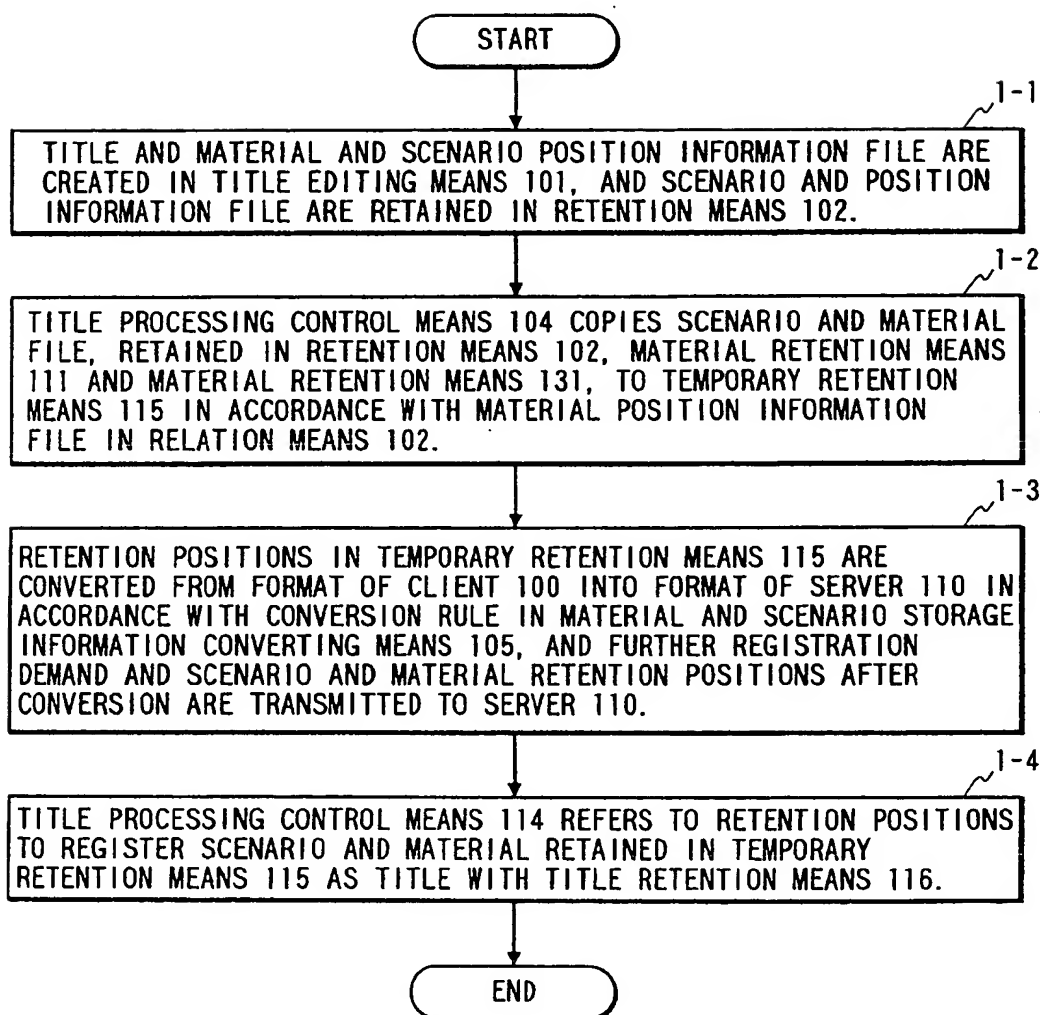 START
1-1
TITLE AND MATERIAL AND SCENARIO POSITION INFORMATION FILE ARE
CREATED IN TITLE EDITING MEANS 101, AND SCENARIO AND POSITION
INFORMATION FILE ARE RETAINED IN RETENTION MEANS 102.
1-2
TITLE PROCESSING CONTROL MEANS 104 COPIES SCENARIO AND MATERIAL
FILE, RETAINED IN RETENTION MEANS 102, MATERIAL RETENTION MEANS
111 AND MATERIAL RETENTION MEANS 131, TO TEMPORARY RETENTION
MEANS 115 IN ACCORDANCE WITH MATERIAL POSITION INFORMATION
FILE IN RELATION MEANS 102.
1-3
RETENTION POSITIONS IN TEMPORARY RETENTION MEANS 115 ARE
CONVERTED FROM FORMAT OF CLIENT 100 INTO FORMAT OF SERVER 110 IN
ACCORDANCE WITH CONVERSION RULE IN MATERIAL AND SCENARIO STORAGE
INFORMATION CONVERTING MEANS 105, AND FURTHER REGISTRATION
DEMAND AND SCENARIO AND MATERIAL RETENTION POSITIONS AFTER
CONVERSION ARE TRANSMITTED TO SERVER 110.
1-4
TITLE PROCESSING CONTROL MEANS 114 REFERS TO RETENTION POSITIONS
TO REGISTER SCENARIO AND MATERIAL RETAINED IN TEMPORARY
RETENTION MEANS 115 AS TITLE WITH TITLE RETENTION MEANS 116.
END